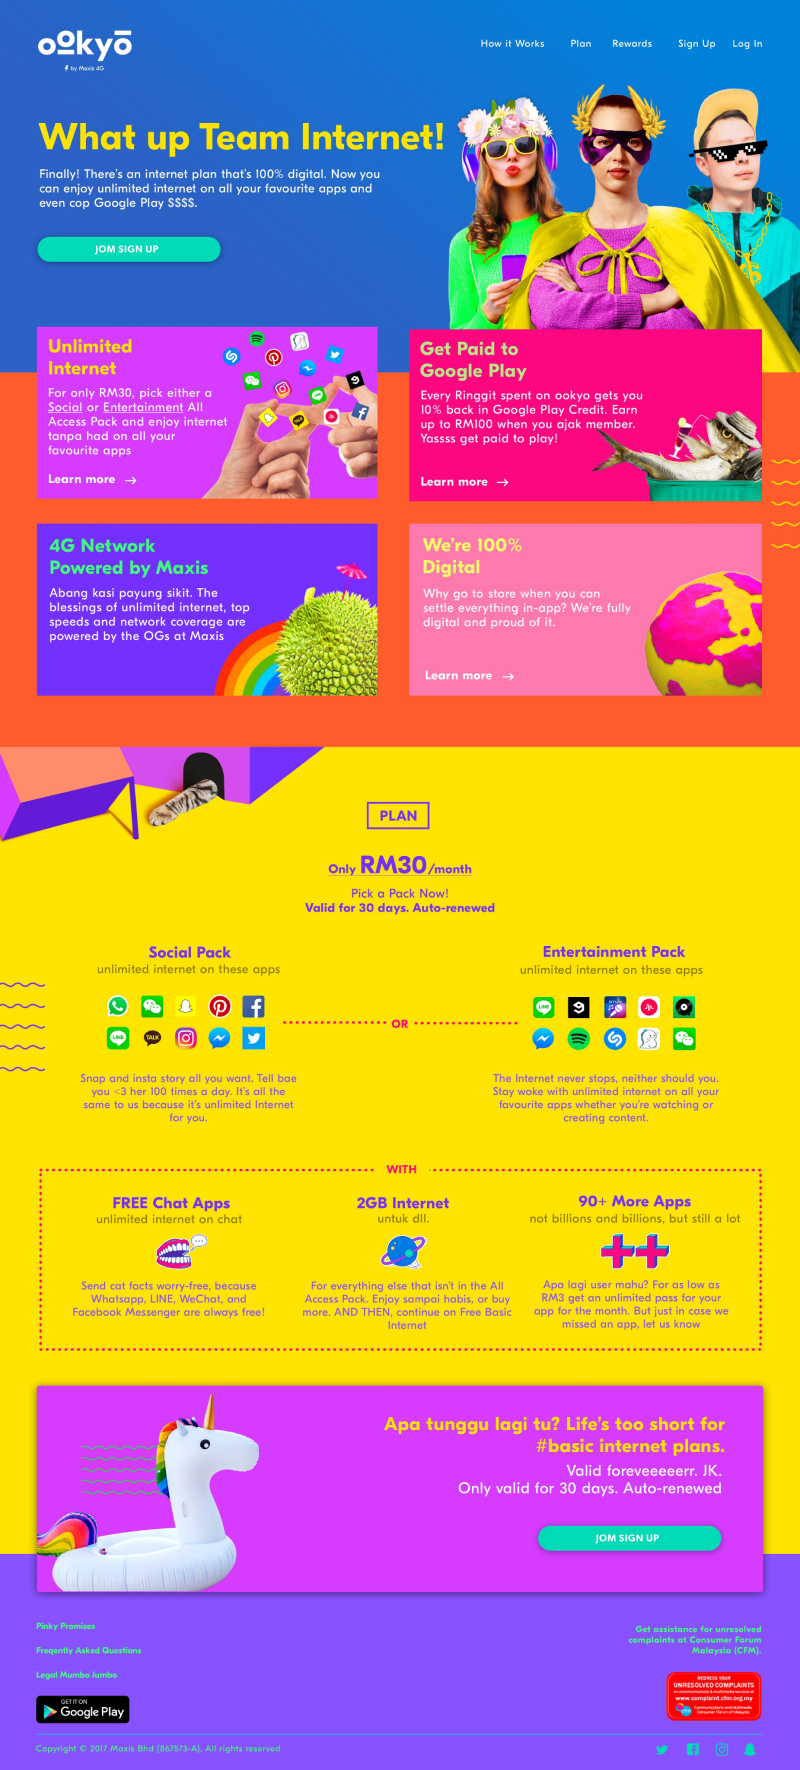 ookyo
by Maxis 4G
How it Works Plan Rewards Sign Up Log In
What up Team Internet!
Finally! There's an internet plan that's 100% digital. Now you
can enjoy unlimited internet on all your favourite apps and
even cop Google Play $$$$.
JOM SIGN UP
Unlimited
Internet
For only RM30, pick either a
Social or Entertainment All
Access Pack and enjoy internet
tanpa had on all your
favourite apps
Learn more →
Get Paid to
Google Play
Every Ringgit spent on ookyo gets you
10% back in Google Play Credit. Earn
up to RM100 when you ajak member.
Yassss get paid to play!
Learn more →
4G Network
Powered by Maxis
Abang kasi payung sikit. The
blessings of unlimited internet, top
speeds and network coverage are
powered by the OGs at Maxis
We're 100%
Digital
Why go to store when you can
settle everything in-app? We're fully
digital and proud of it.
Learn more →
PLAN
Only RM30/month
Pick a Pack Now!
Valid for 30 days. Auto-renewed
Social Pack
unlimited internet on these apps
LINE TALK
Snap and insta story all you want. Tell bae
you <3 her 100 times a day. It's all the
same to us because it's unlimited Internet
for you.
OR
Entertainment Pack
unlimited internet on these apps
LINE
The Internet never stops, neither should you.
Stay woke with unlimited internet on all your
favourite apps whether you're watching or
creating content.
WITH
FREE Chat Apps
unlimited internet on chat
Send cat facts worry-free, because
Whatsapp, LINE, WeChat, and
Facebook Messenger are always free!
2GB Internet
untuk dll.
For everything else that isn't in the All
Access Pack. Enjoy sampai habis, or buy
more. AND THEN, continue on Free Basic
Internet
90+ More Apps
not billions and billions, but still a lot
Apa lagi user mahu? For as low as
RM3 get an unlimited pass for your
app for the month. But just in case we
missed an app, let us know
Apa tunggu lagi tu? Life's too short for
#basic internet plans.
Valid foreveeeeerr. JK.
Only valid for 30 days. Auto-renewed
JOM SIGN UP
Pinky Promises
Freqently Asked Questions
Legal Mumbo Jumbo
GET IT ON
Google Play
Get assistance for unresolved
complaints at Consumer Forum
Malaysia (CFM).
REDRESS YOUR
UNRESOLVED COMPLAINTS
on communications & multimedia services at
www.complaint.cfm.org.my
Communications and Multimedia
Consumer Forum of Malaysia
Copyright © 2017 Maxis Bhd (867573-A). All rights reserved